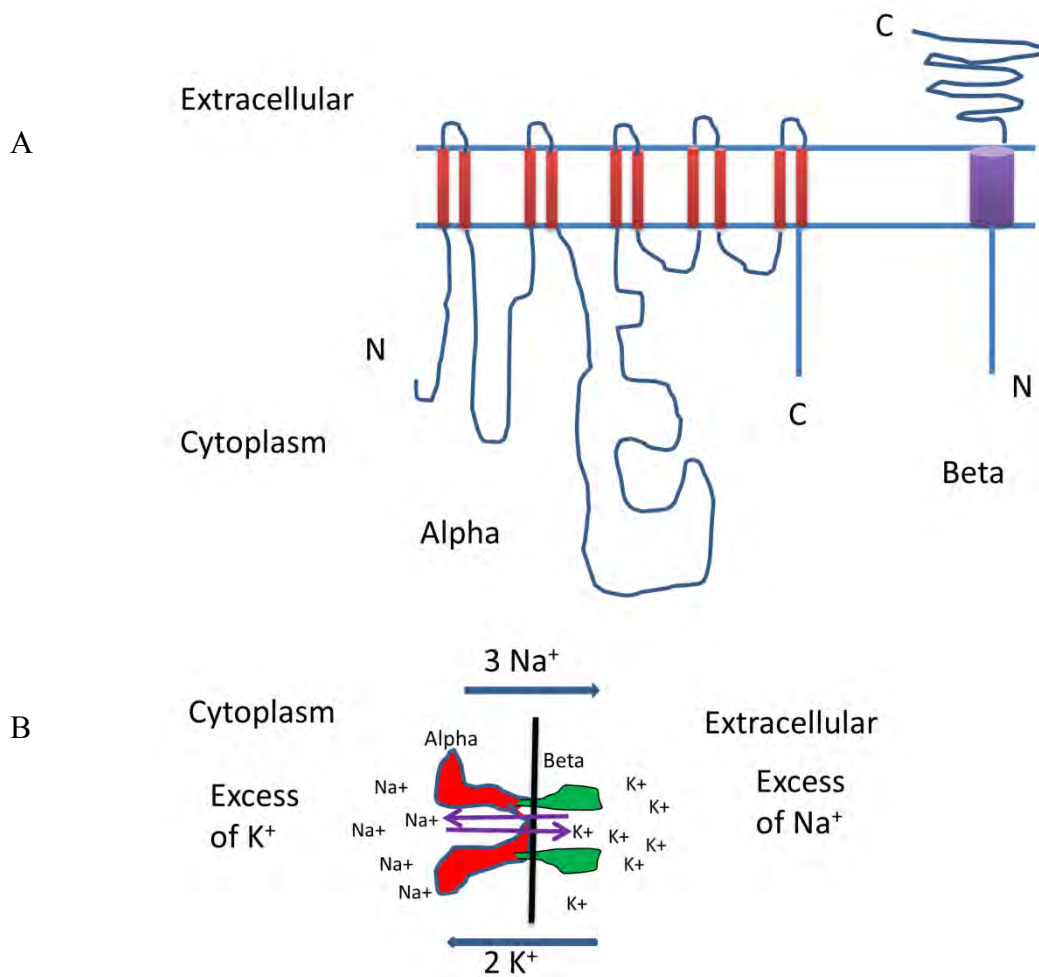 A
Extracellular
C
N
Cytoplasm
Alpha
C
N
Beta
B
3 Na⁺
Cytoplasm
Extracellular
Alpha
Beta
Excess
of K⁺
Excess
of Na⁺
Na+
Na+
Na+
Na+
Na+
K+
K+
K+
K+
K+
K+
K+
2 K⁺